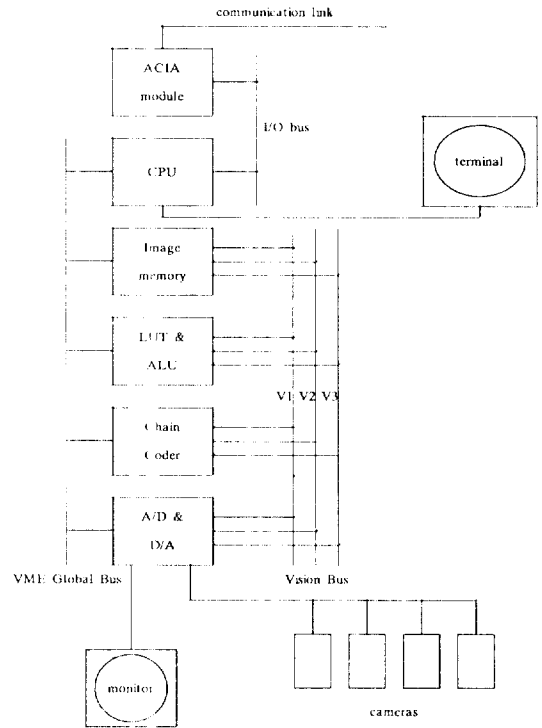 communication link
ACIA
module
I/O bus
CPU
terminal
Image
memory
LUT &
ALU
V1 V2 V3
Chain
Coder
A/D &
D/A
VME Global Bus
Vision Bus
monitor
cameras